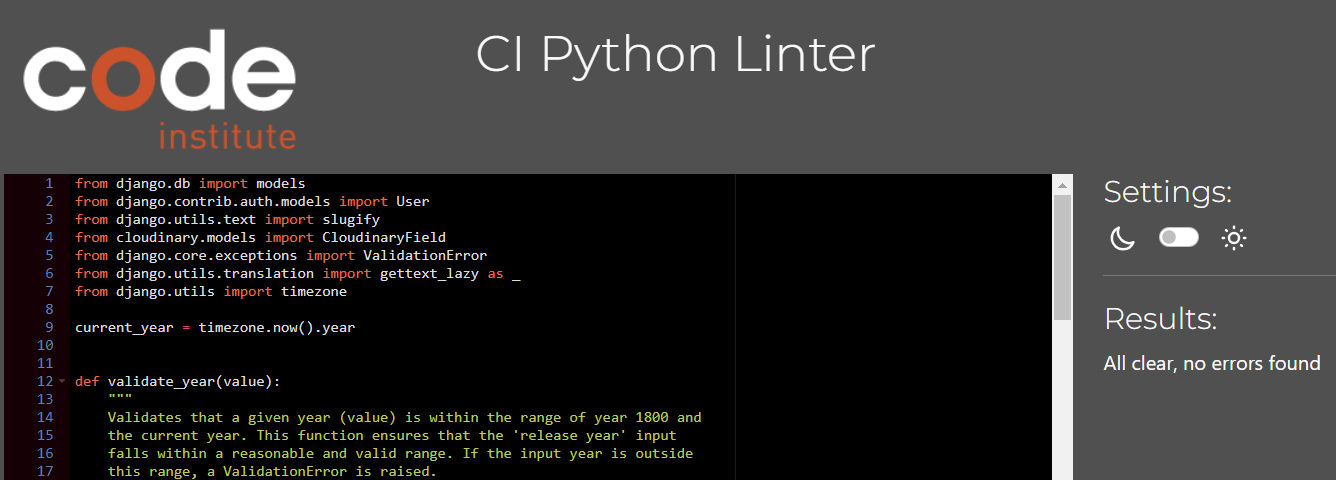 code
institute
CI Python Linter
1 from django.db import models
2 from django.contrib.auth.models import User
3 from django.utils.text import slugify
4 from cloudinary.models import CloudinaryField
5 from django.core.exceptions import ValidationError
6 from django.utils.translation import gettext_lazy as _
7 from django.utils import timezone
8
9 current_year = timezone.now().year
10
11
12 def validate_year(value):
13     """
14     Validates that a given year (value) is within the range of year 1800 and
15     the current year. This function ensures that the 'release year' input
16     falls within a reasonable and valid range. If the input year is outside
17     this range, a ValidationError is raised.
Settings:
Results:
All clear, no errors found